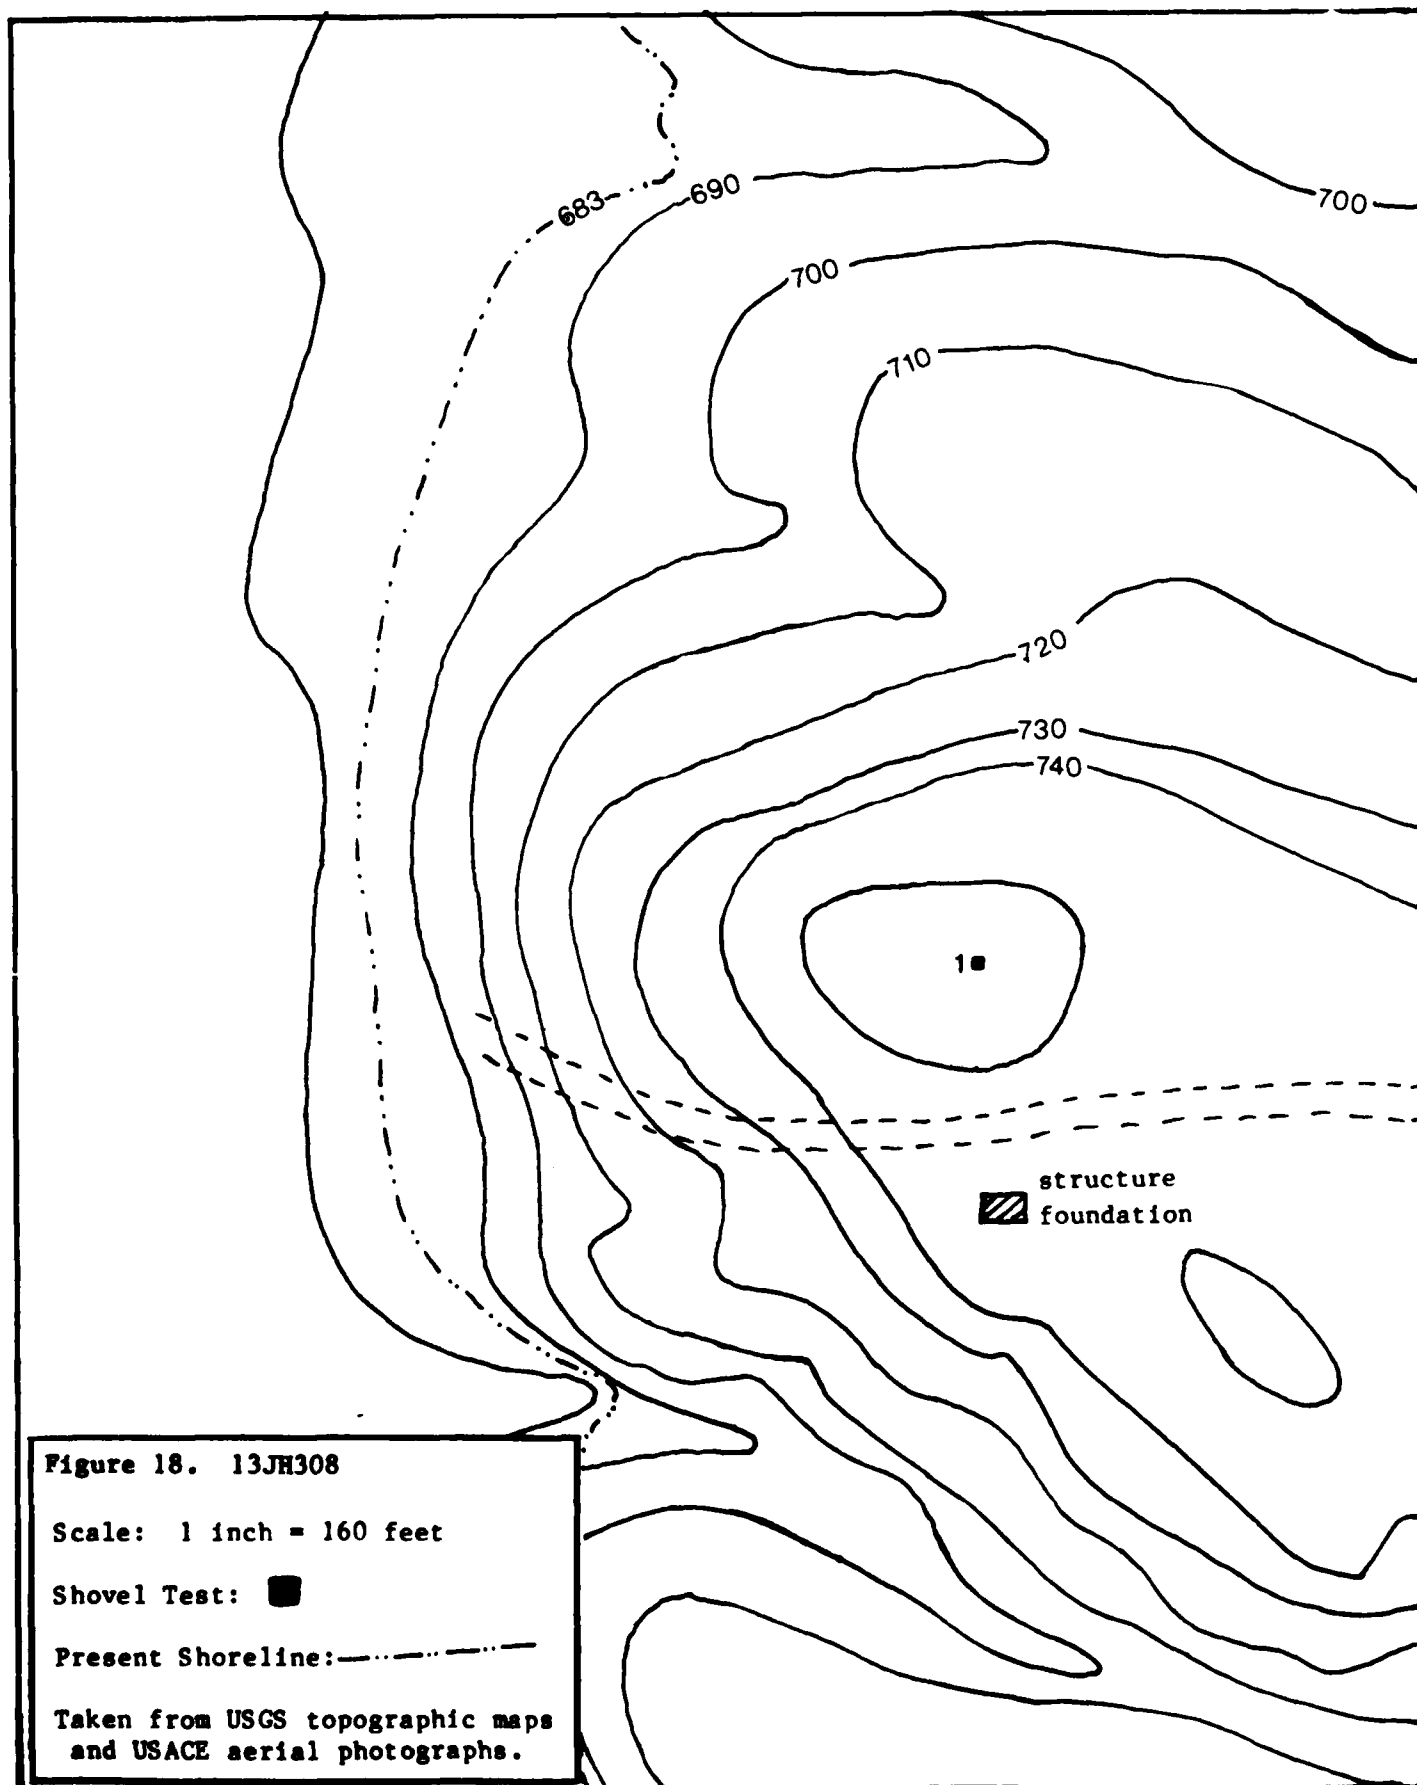 683
690
700
700
710
720
730
740
1
structure
foundation
Figure 18. 13JH308
Scale: 1 inch = 160 feet
Shovel Test:
Present Shoreline:
Taken from USGS topographic maps
and USACE aerial photographs.